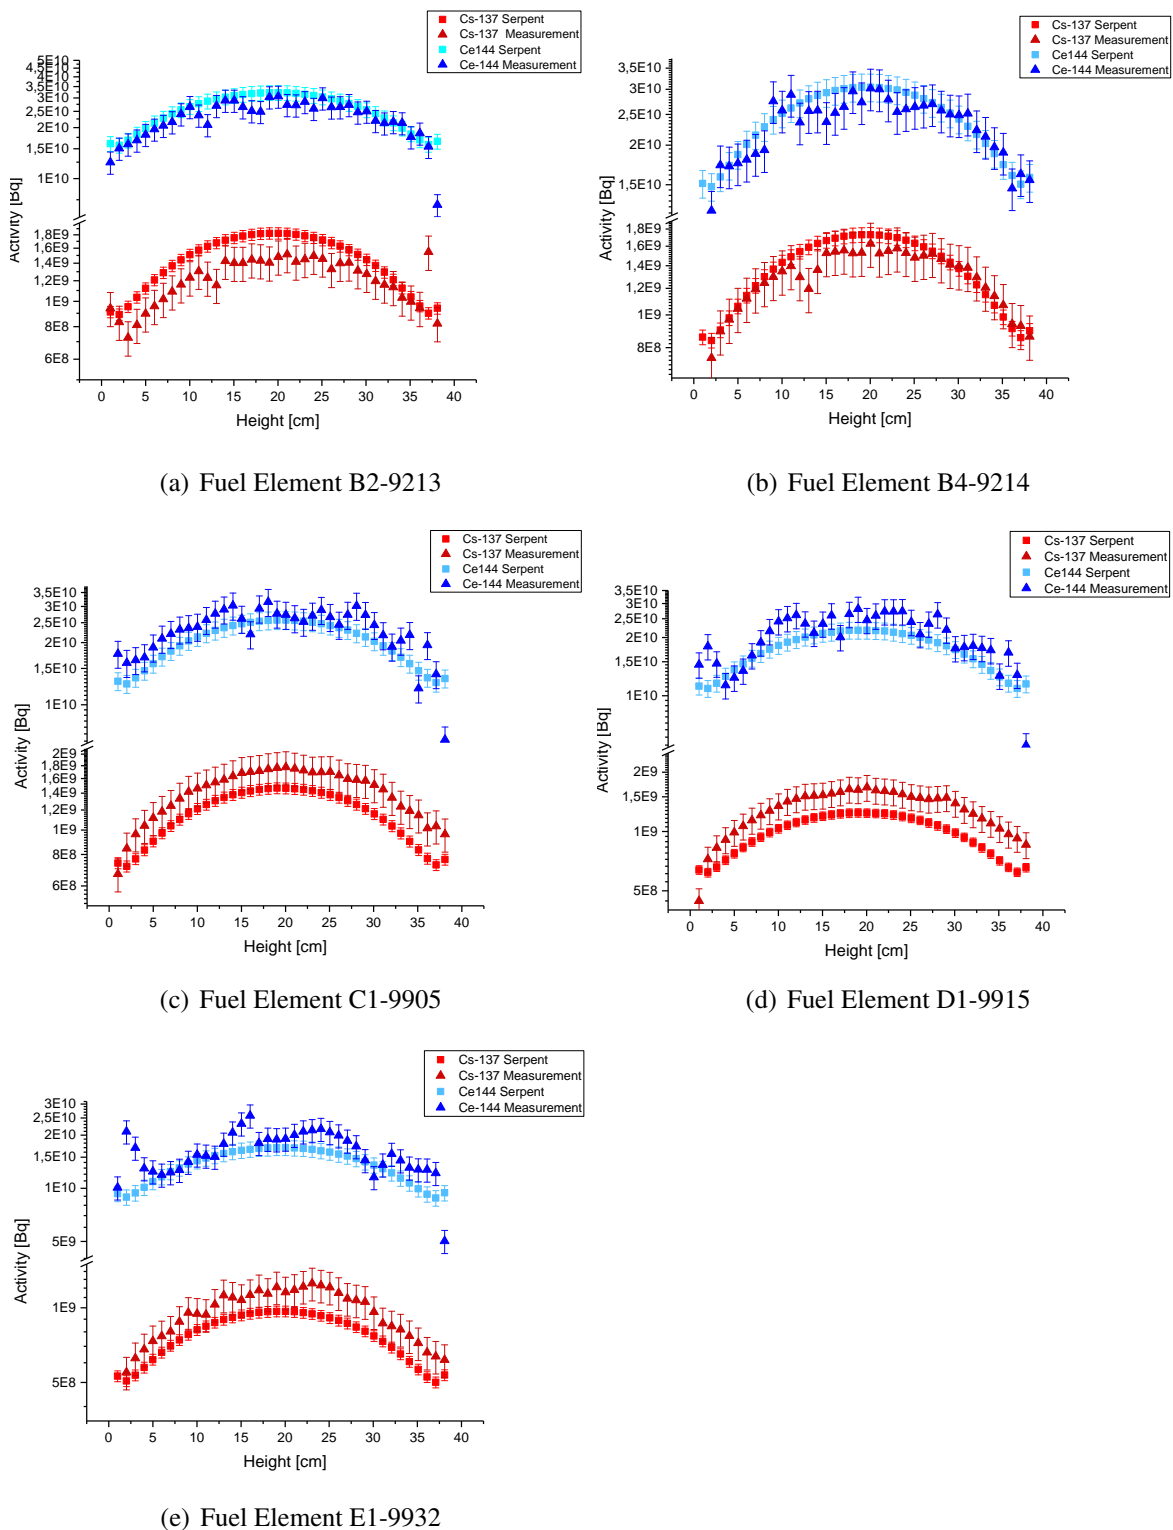 Cs-137 Serpent
Cs-137 Measurement
Ce144 Serpent
Ce-144 Measurement
5E10
4,5E10
4E10
3,5E10
3E10
2,5E10
2E10
1,5E10
1E10
1,8E9
1,6E9
1,4E9
1,2E9
1E9
8E8
6E8
Activity [Bq]
0 5 10 15 20 25 30 35 40
Height [cm]
(a) Fuel Element B2-9213
Cs-137 Serpent
Cs-137 Measurement
Ce144 Serpent
Ce-144 Measurement
3,5E10
3E10
2,5E10
2E10
1,5E10
1,8E9
1,6E9
1,4E9
1,2E9
1E9
8E8
Activity [Bq]
0 5 10 15 20 25 30 35 40
Height [cm]
(b) Fuel Element B4-9214
Cs-137 Serpent
Cs-137 Measurement
Ce144 Serpent
Ce-144 Measurement
3,5E10
3E10
2,5E10
2E10
1,5E10
1E10
2E9
1,8E9
1,6E9
1,4E9
1,2E9
1E9
8E8
6E8
Activity [Bq]
0 5 10 15 20 25 30 35 40
Height [cm]
(c) Fuel Element C1-9905
Cs-137 Serpent
Cs-137 Measurement
Ce144 Serpent
Ce-144 Measurement
3,5E10
3E10
2,5E10
2E10
1,5E10
1E10
2E9
1,5E9
1E9
5E8
Activity [Bq]
0 5 10 15 20 25 30 35 40
Height [cm]
(d) Fuel Element D1-9915
Cs-137 Serpent
Cs-137 Measurement
Ce144 Serpent
Ce-144 Measurement
3E10
2,5E10
2E10
1,5E10
1E10
5E9
1E9
5E8
Activity [Bq]
0 5 10 15 20 25 30 35 40
Height [cm]
(e) Fuel Element E1-9932